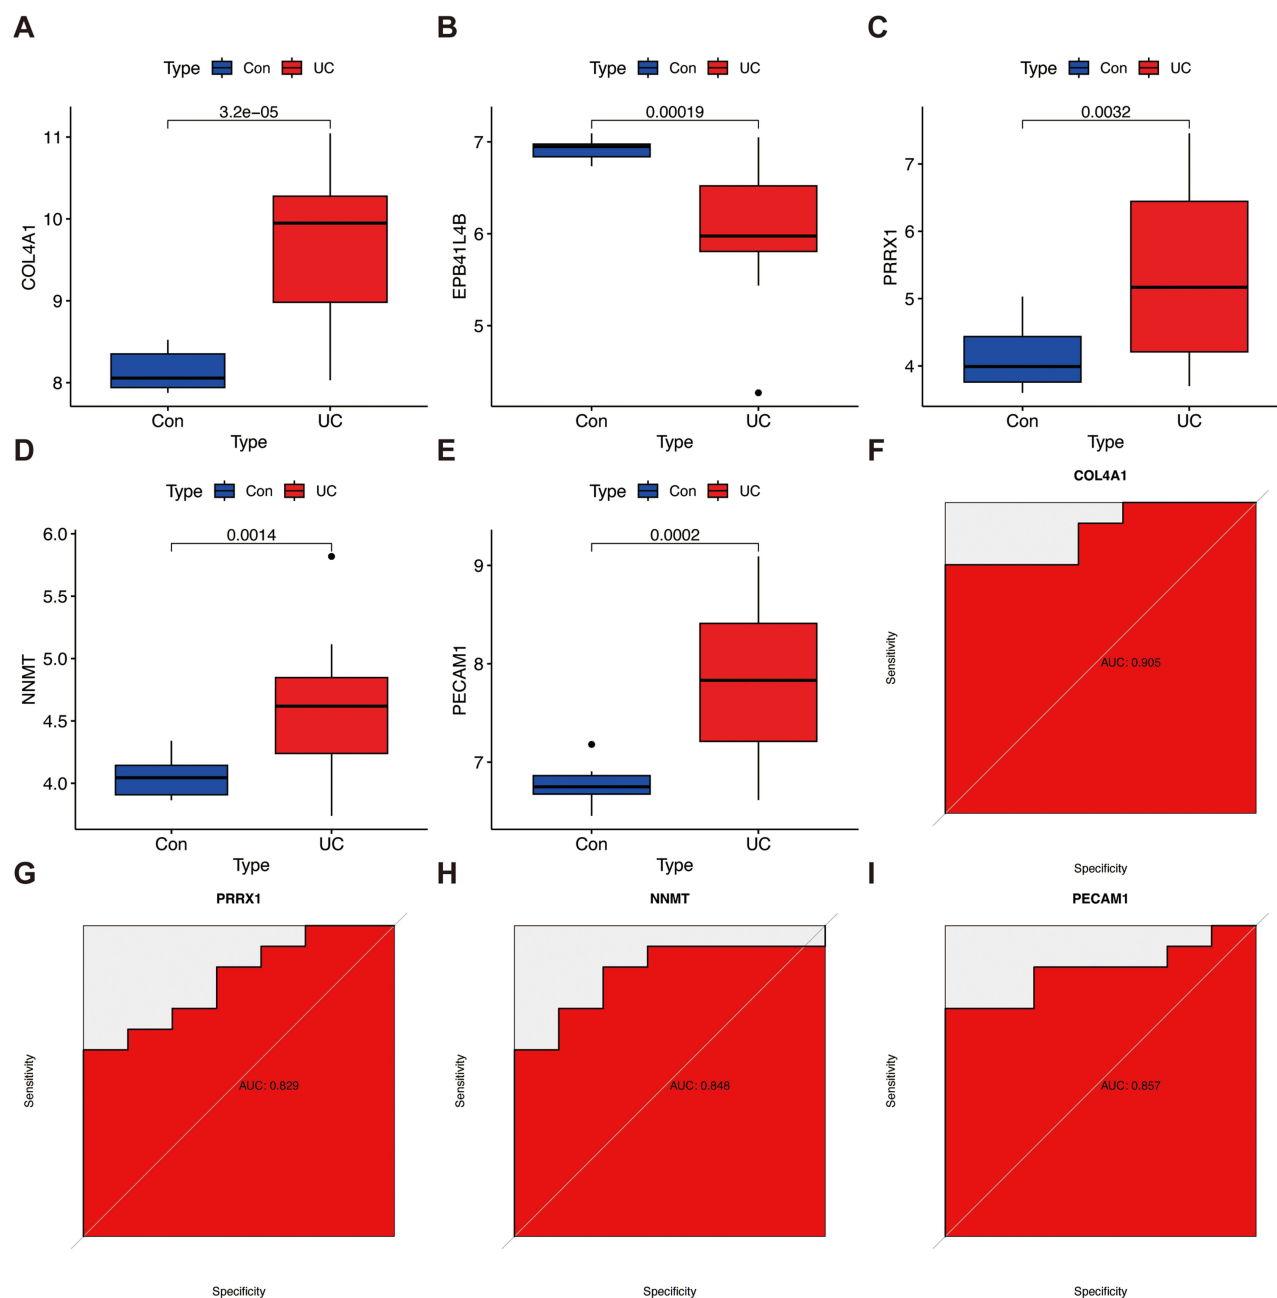 A
Type Con UC
3.2e−05
COL4A1
11
10
9
8
Con UC
Type
B
Type Con UC
0.00019
EPB41L4B
7
6
5
Con UC
Type
C
Type Con UC
0.0032
PRRX1
7
6
5
4
Con UC
Type
D
Type Con UC
0.0014
NNMT
6.0
5.5
5.0
4.5
4.0
Con UC
Type
E
Type Con UC
0.0002
PECAM1
9
8
7
Con UC
Type
F
COL4A1
Sensitivity
AUC: 0.905
Specificity
G
PRRX1
Sensitivity
AUC: 0.829
Specificity
H
NNMT
Sensitivity
AUC: 0.848
Specificity
I
PECAM1
Sensitivity
AUC: 0.857
Specificity